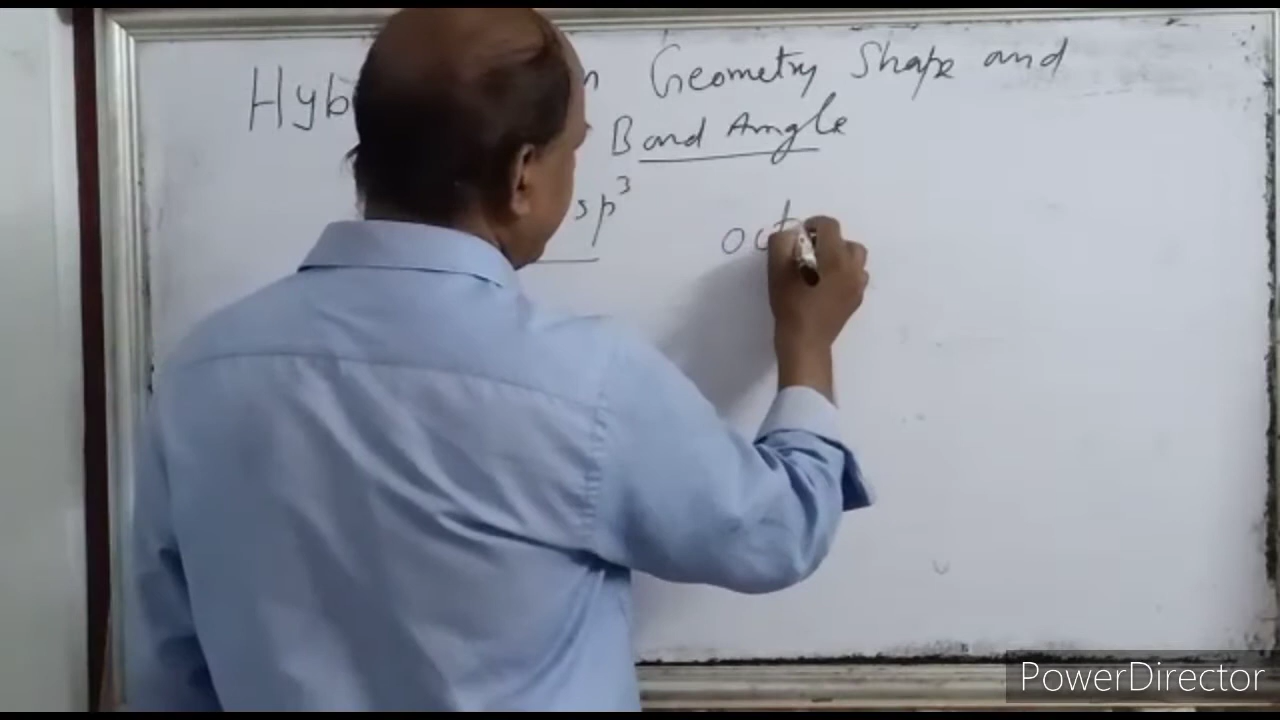 Hyb n Geometry Shape and
Bond Angle
sp³
oct
PowerDirector